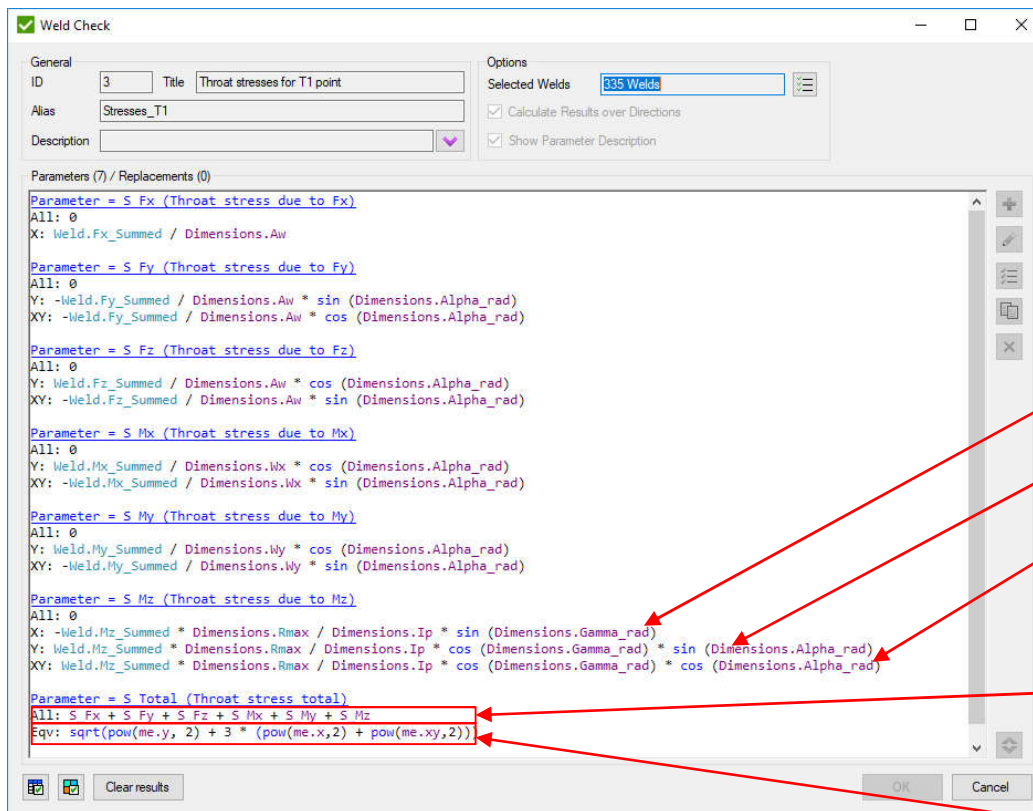 Weld Check
General
ID 3 Title Throat stresses for T1 point
Alias Stresses_T1
Description
Options
Selected Welds 335 Welds
Calculate Results over Directions
Show Parameter Description
Parameters (7) / Replacements (0)
Parameter = S Fx (Throat stress due to Fx)
All: 0
X: Weld.Fx_Summed / Dimensions.Aw
Parameter = S Fy (Throat stress due to Fy)
All: 0
Y: -Weld.Fy_Summed / Dimensions.Aw * sin (Dimensions.Alpha_rad)
XY: -Weld.Fy_Summed / Dimensions.Aw * cos (Dimensions.Alpha_rad)
Parameter = S Fz (Throat stress due to Fz)
All: 0
Y: Weld.Fz_Summed / Dimensions.Aw * cos (Dimensions.Alpha_rad)
XY: -Weld.Fz_Summed / Dimensions.Aw * sin (Dimensions.Alpha_rad)
Parameter = S Mx (Throat stress due to Mx)
All: 0
Y: Weld.Mx_Summed / Dimensions.Wx * cos (Dimensions.Alpha_rad)
XY: -Weld.Mx_Summed / Dimensions.Wx * sin (Dimensions.Alpha_rad)
Parameter = S My (Throat stress due to My)
All: 0
Y: Weld.My_Summed / Dimensions.Wy * cos (Dimensions.Alpha_rad)
XY: -Weld.My_Summed / Dimensions.Wy * sin (Dimensions.Alpha_rad)
Parameter = S Mz (Throat stress due to Mz)
All: 0
X: -Weld.Mz_Summed * Dimensions.Rmax / Dimensions.Ip * sin (Dimensions.Gamma_rad)
Y: Weld.Mz_Summed * Dimensions.Rmax / Dimensions.Ip * cos (Dimensions.Gamma_rad) * sin (Dimensions.Alpha_rad)
XY: Weld.Mz_Summed * Dimensions.Rmax / Dimensions.Ip * cos (Dimensions.Gamma_rad) * cos (Dimensions.Alpha_rad)
Parameter = S Total (Throat stress total)
All: S Fx + S Fy + S Fz + S Mx + S My + S Mz
Eqv: sqrt(pow(me.y, 2) + 3 * (pow(me.x,2) + pow(me.xy,2)))
Clear results
OK
Cancel